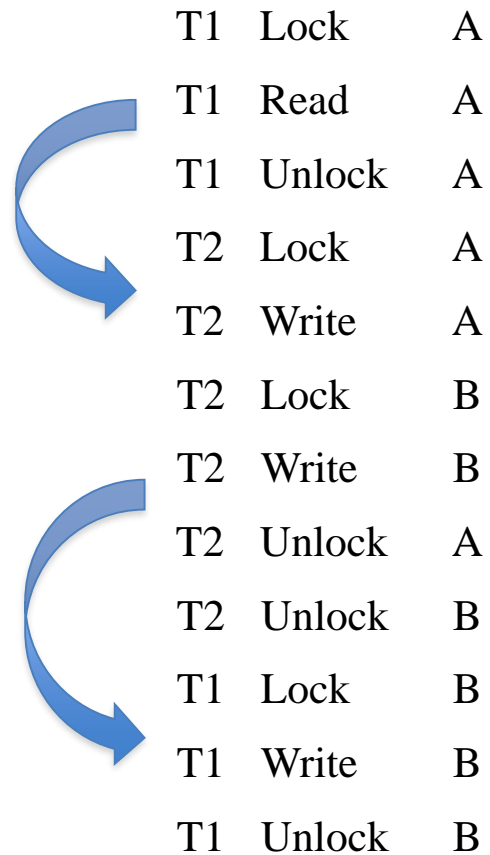 T1 Lock A
T1 Read A
T1 Unlock A
T2 Lock A
T2 Write A
T2 Lock B
T2 Write B
T2 Unlock A
T2 Unlock B
T1 Lock B
T1 Write B
T1 Unlock B